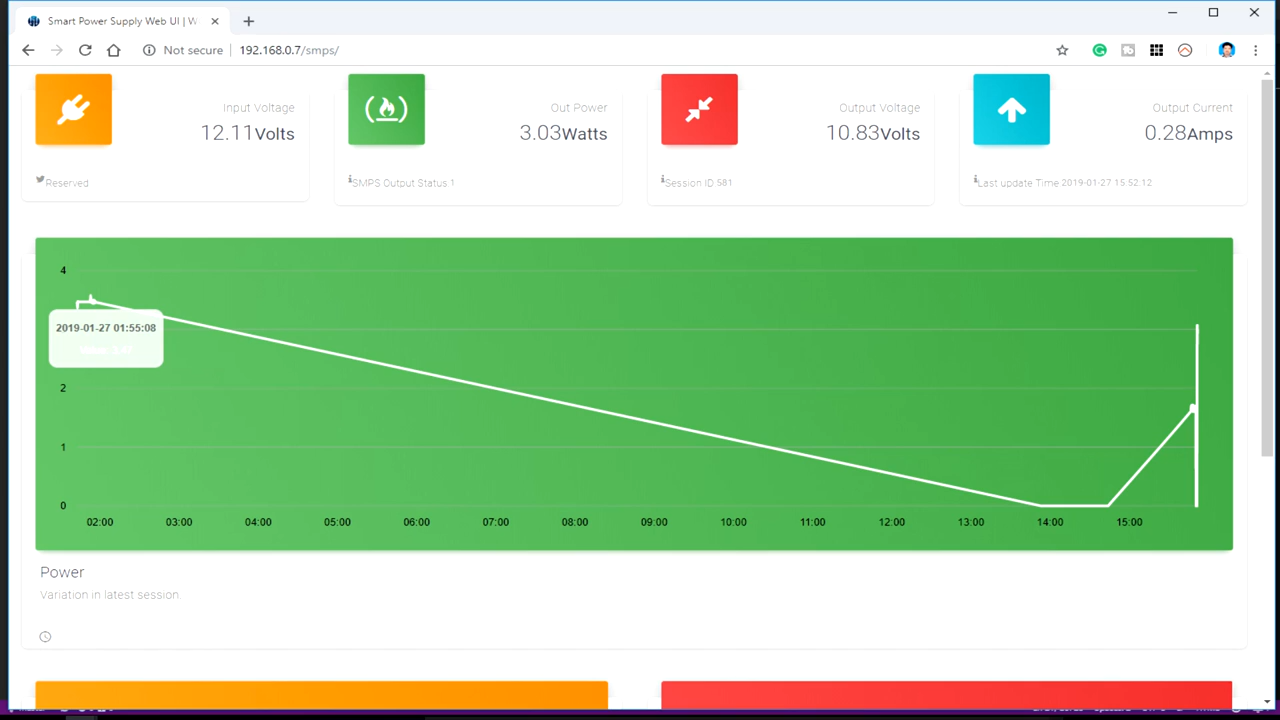 Smart Power Supply Web UI | W
Not secure
192.168.0.7/smps/
Input Voltage
12.11Volts
Reserved
Out Power
3.03Watts
SMPS Output Status 1
Output Voltage
10.83Volts
Session ID 581
Output Current
0.28Amps
Last update Time 2019-01-27 15:52:12
4
2019-01-27 01:55:08
2
1
0
02:00 03:00 04:00 05:00 06:00 07:00 08:00 09:00 10:00 11:00 12:00 13:00 14:00 15:00
Power
Variation in latest session.